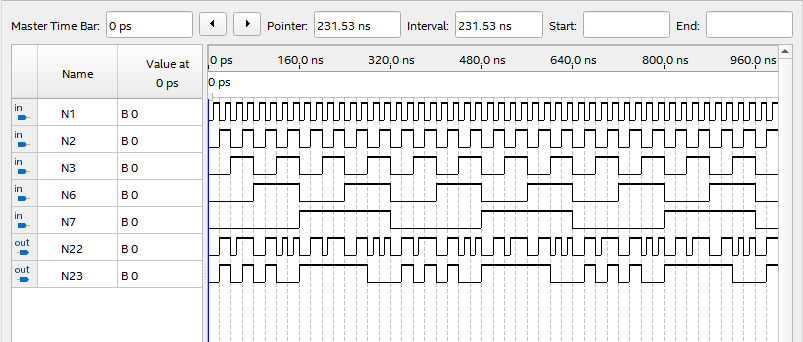 Master Time Bar: 0 ps Pointer: 231.53 ns Interval: 231.53 ns Start: End:
Name Value at 0 ps
0 ps 160.0 ns 320.0 ns 480.0 ns 640.0 ns 800.0 ns 960.0 ns
0 ps
in N1 B 0
in N2 B 0
in N3 B 0
in N6 B 0
in N7 B 0
out N22 B 0
out N23 B 0